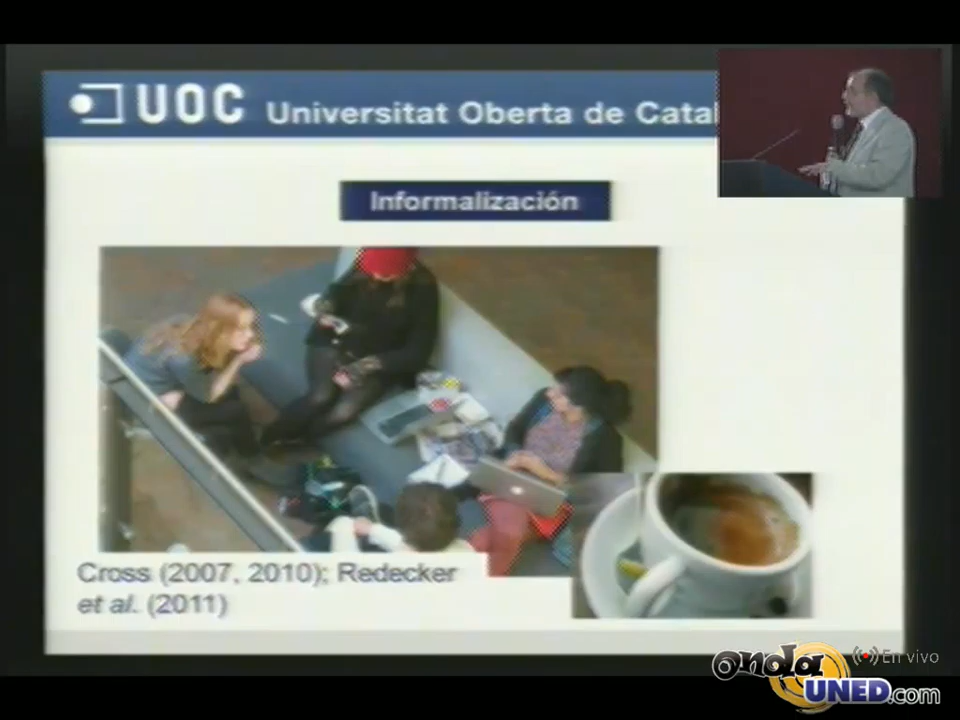 UOC Universitat Oberta de Catal
Informalización
Cross (2007, 2010); Redecker
et al. (2011)
En vivo
onda
UNED.com